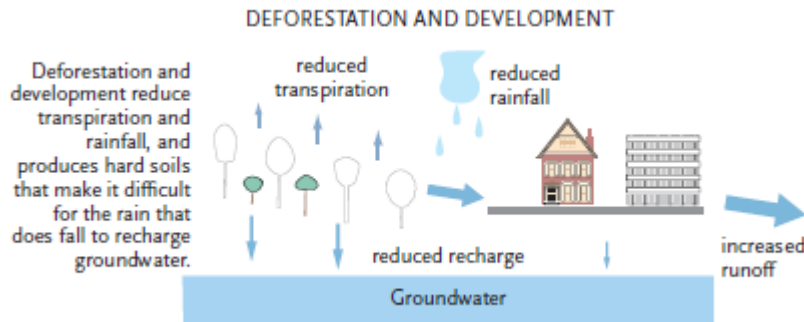 DEFORESTATION AND DEVELOPMENT
Deforestation and
development reduce
transpiration and
rainfall, and
produces hard soils
that make it difficult
for the rain that
does fall to recharge
groundwater.
reduced
transpiration
reduced
rainfall
reduced recharge
increased
runoff
Groundwater